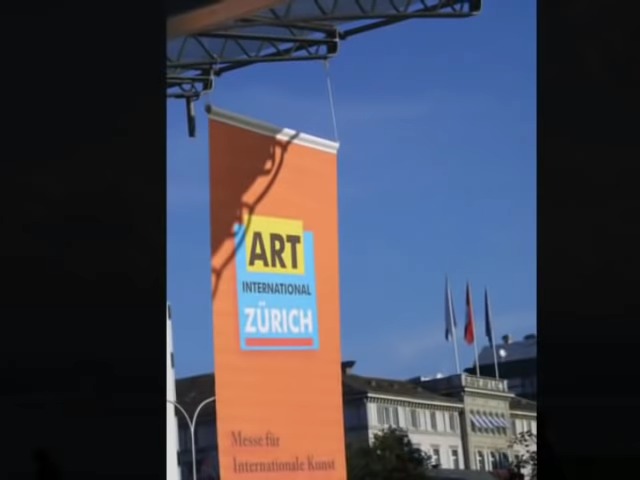 ART
INTERNATIONAL
ZÜRICH
Messe für
Internationale Kunst